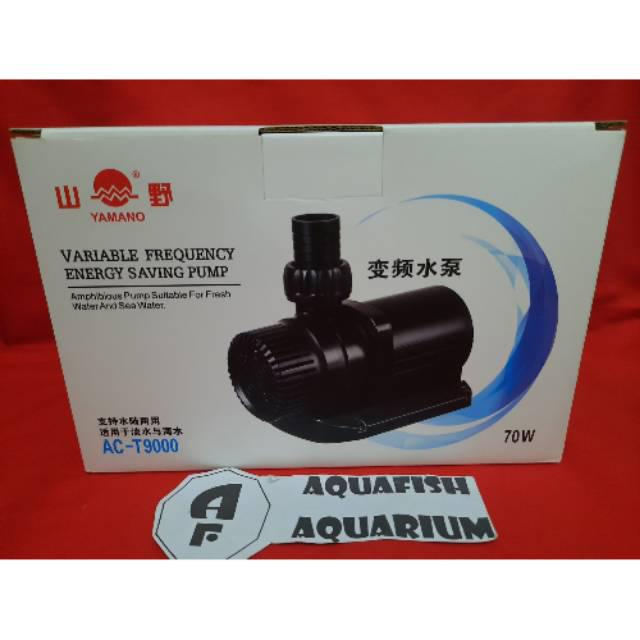 山 野
®
YAMANO
VARIABLE FREQUENCY
ENERGY SAVING PUMP
Amphibious Pump Suitable For Fresh
Water And Sea Water.
变频水泵
支持水陆两用
适用于淡水与海水
AC-T9000
70W
AF.
AQUAFISH
AQUARIUM